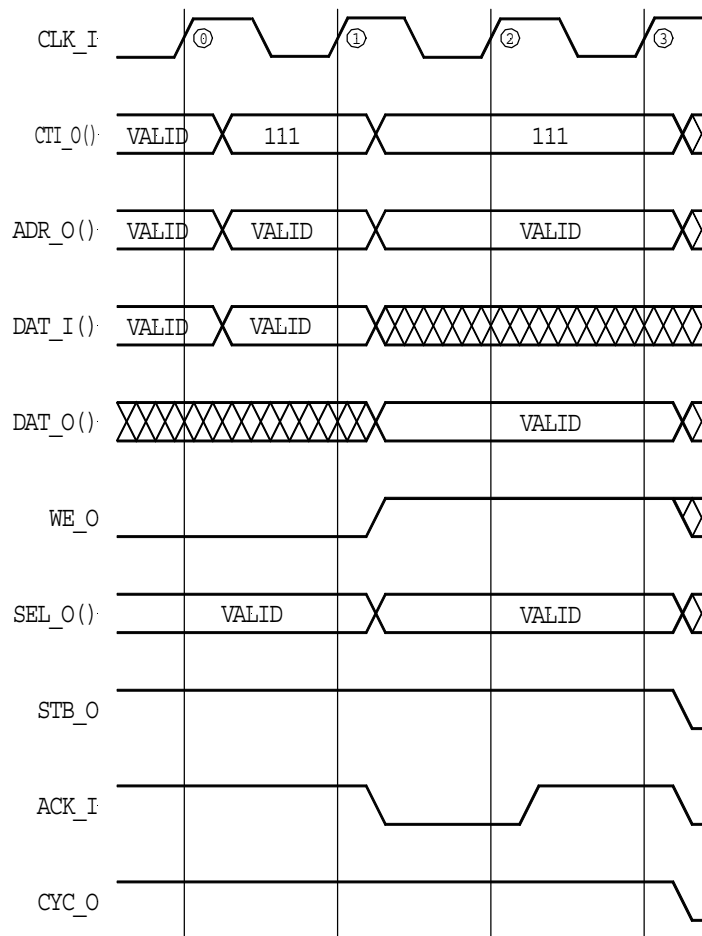 CLK_I 0 1 2 3
CTI_O() VALID 111 111
ADR_O() VALID VALID VALID
DAT_I() VALID VALID
DAT_O() VALID
WE_O
SEL_O() VALID VALID
STB_O
ACK_I
CYC_O